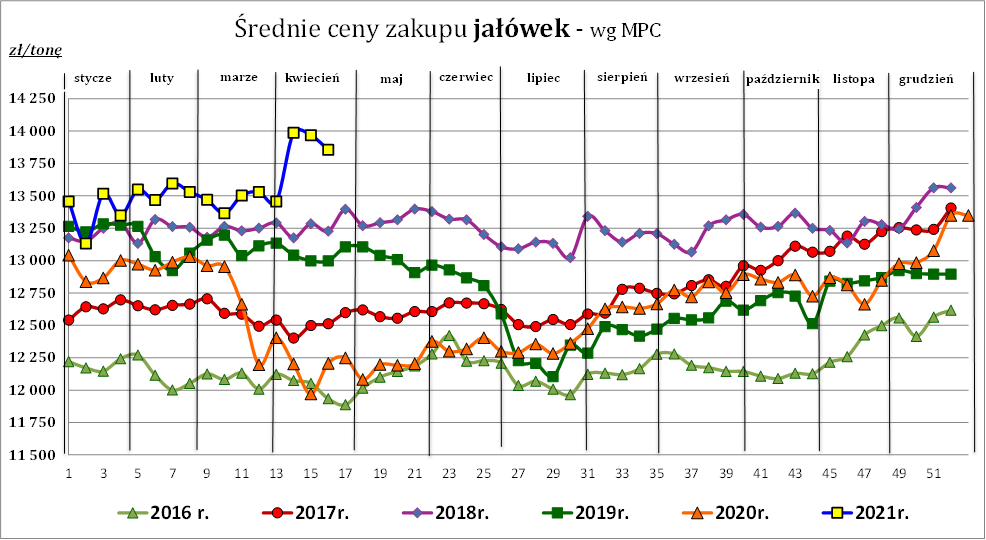 Średnie ceny zakupu jałówek - wg MPC
zł/tonę
stycze luty marze kwiecień maj czerwiec lipiec sierpień wrzesień październik listopa grudzień
14 250
14 000
13 750
13 500
13 250
13 000
12 750
12 500
12 250
12 000
11 750
11 500
1 3 5 7 9 11 13 15 17 19 21 23 25 27 29 31 33 35 37 39 41 43 45 47 49 51
2016 r. 2017r. 2018r. 2019r. 2020r. 2021r.